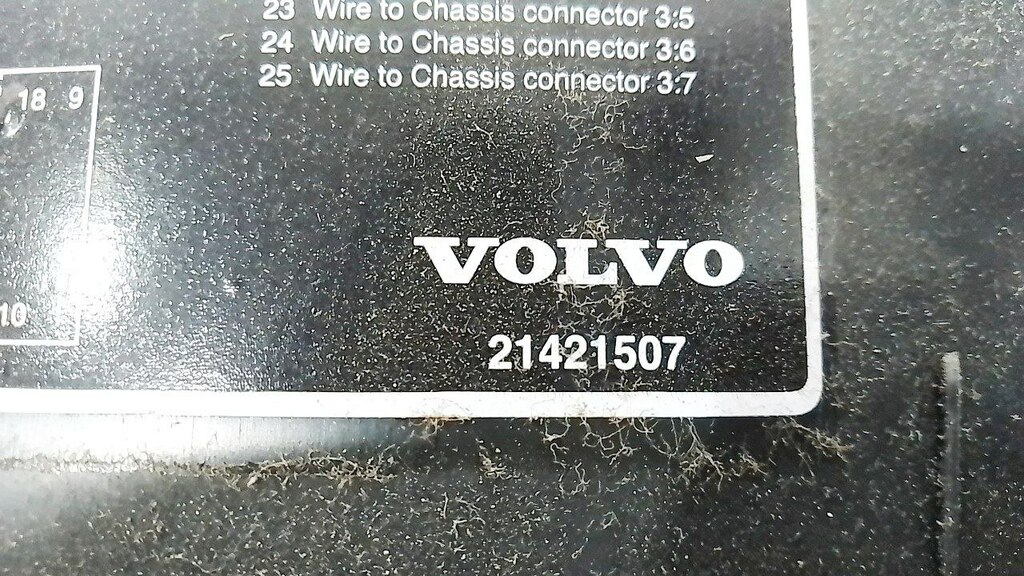 23 Wire to Chassis connector 3:5
24 Wire to Chassis connector 3:6
25 Wire to Chassis connector 3:7
18 9
10
VOLVO
21421507